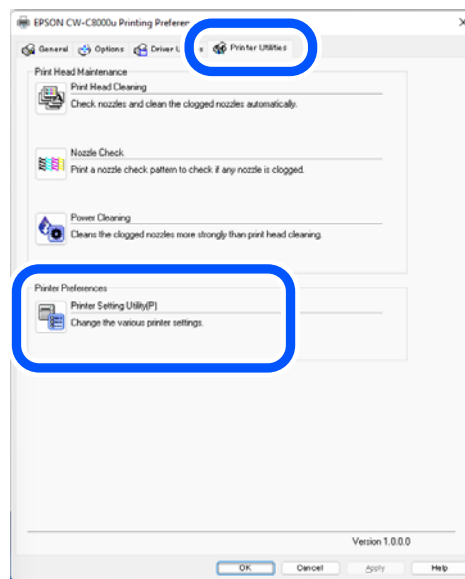 EPSON CW-C8000u Printing Prefere
General
Options
Driver U
s
Printer Utilities
Print Head Maintenance
Print Head Cleaning
Check nozzles and clean the clogged nozzles automatically.
Nozzle Check
Print a nozzle check pattern to check if any nozzle is clogged.
Power Cleaning
Cleans the clogged nozzles more strongly than print head cleaning.
Printer Preferences
Printer Setting Utility(P)
Change the various printer settings.
Version 1.0.0.0
OK
Cancel
Apply
Help